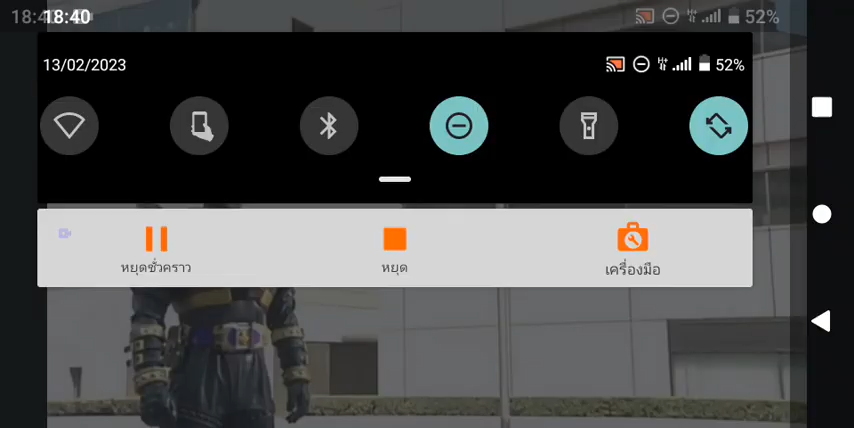 18:40
52%
13/02/2023
52%
หยุดชั่วคราว
หยุด
เครื่องมือ